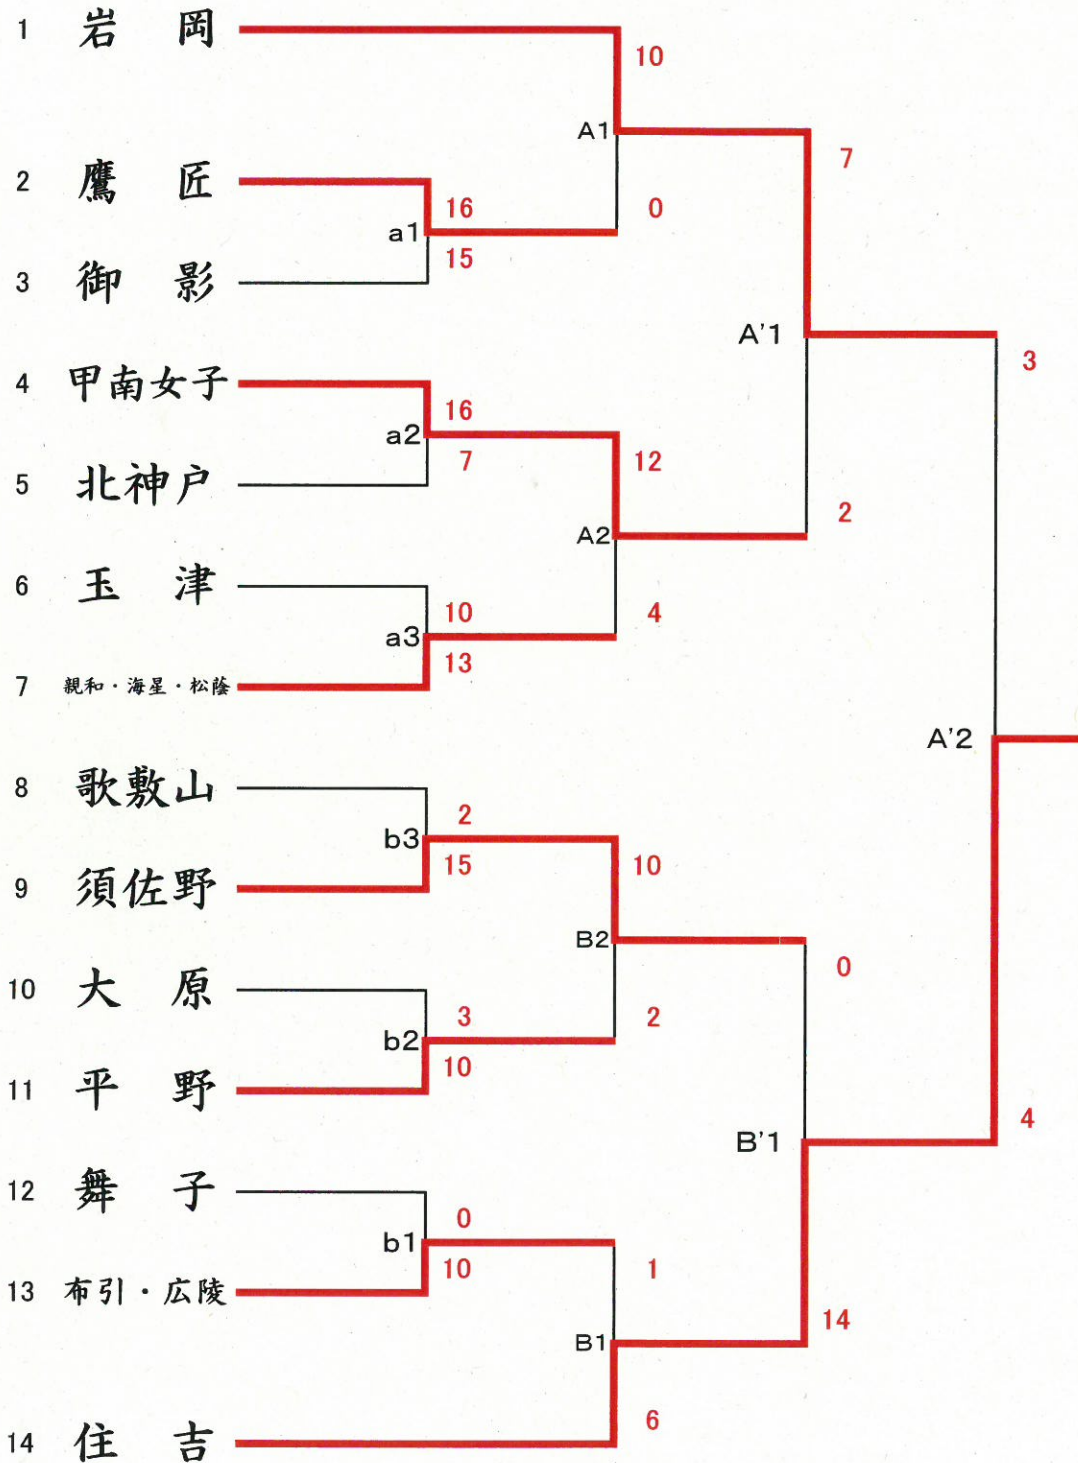 1 岩岡
10
A1
7
2 鷹匠
16
0
a1
15
3 御影
A'1
3
4 甲南女子
16
a2
7
12
5 北神戸
2
A2
6 玉津
10
4
a3
13
7 親和・海星・松蔭
A'2
8 歌敷山
2
b3
15
10
9 須佐野
B2
0
10 大原
3
2
b2
10
11 平野
4
B'1
12 舞子
0
b1
10
1
13 布引・広陵
14
B1
6
14 住吉